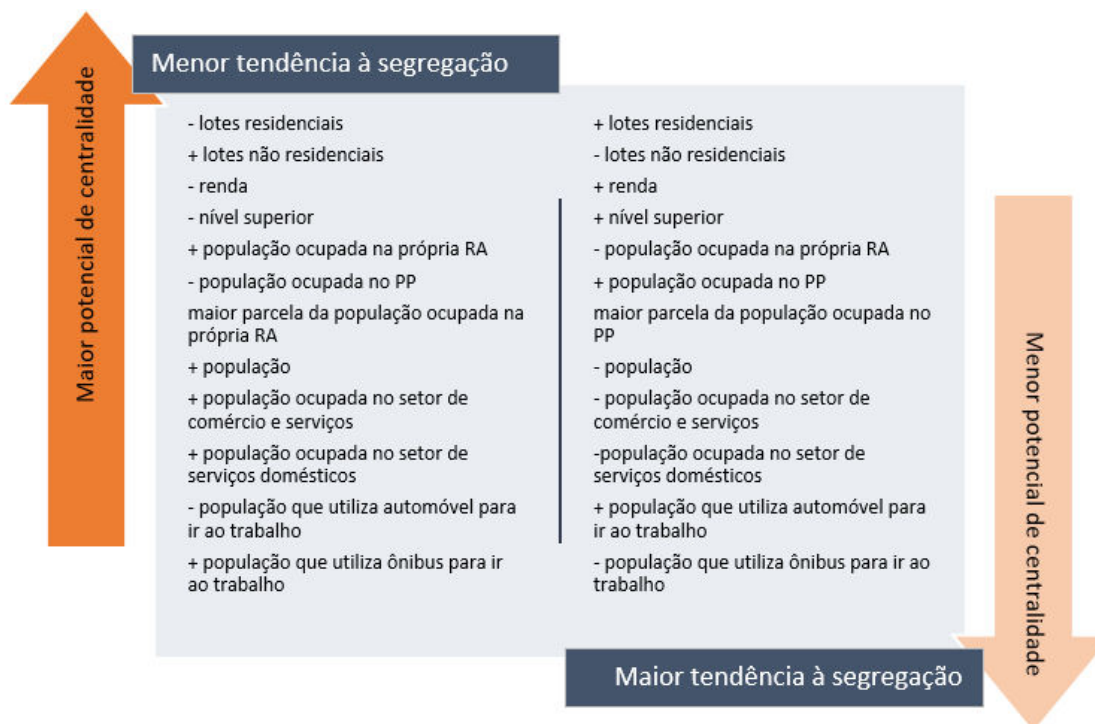 Maior potencial de centralidade
Menor tendência à segregação
- lotes residenciais
+ lotes não residenciais
- renda
- nível superior
+ população ocupada na própria RA
- população ocupada no PP
maior parcela da população ocupada na
própria RA
+ população
+ população ocupada no setor de
comércio e serviços
+ população ocupada no setor de
serviços domésticos
- população que utiliza automóvel para
ir ao trabalho
+ população que utiliza ônibus para ir
ao trabalho
+ lotes residenciais
- lotes não residenciais
+ renda
+ nível superior
- população ocupada na própria RA
+ população ocupada no PP
maior parcela da população ocupada no
PP
- população
- população ocupada no setor de
comércio e serviços
-população ocupada no setor de
serviços domésticos
+ população que utiliza automóvel para
ir ao trabalho
- população que utiliza ônibus para ir ao
trabalho
Menor potencial de centralidade
Maior tendência à segregação